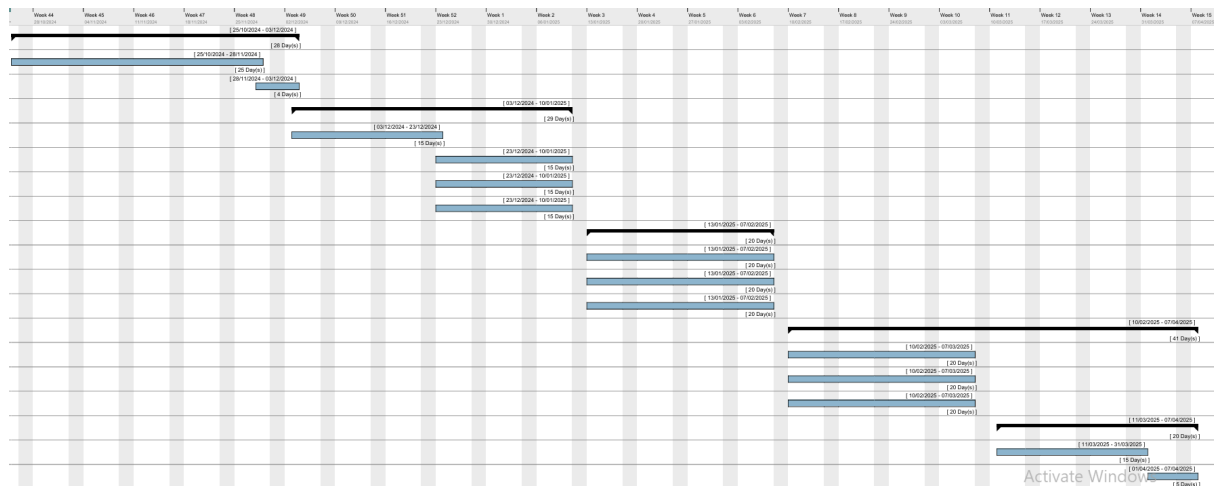 Week 44 Week 45 Week 46 Week 47 Week 48 Week 49 Week 50 Week 51 Week 52 Week 1 Week 2 Week 3 Week 4 Week 5 Week 6 Week 7 Week 8 Week 9 Week 10 Week 11 Week 12 Week 13 Week 14 Week 15
[ 25/10/2024 - 03/12/2024 ]
[ 28 Day(s) ]
[ 25/10/2024 - 28/11/2024 ]
[ 25 Day(s) ]
[ 28/11/2024 - 03/12/2024 ]
[ 4 Day(s) ]
[ 03/12/2024 - 10/01/2025 ]
[ 29 Day(s) ]
[ 03/12/2024 - 23/12/2024 ]
[ 15 Day(s) ]
[ 23/12/2024 - 10/01/2025 ]
[ 15 Day(s) ]
[ 23/12/2024 - 10/01/2025 ]
[ 15 Day(s) ]
[ 23/12/2024 - 10/01/2025 ]
[ 15 Day(s) ]
[ 13/01/2025 - 07/02/2025 ]
[ 20 Day(s) ]
[ 13/01/2025 - 07/02/2025 ]
[ 20 Day(s) ]
[ 13/01/2025 - 07/02/2025 ]
[ 20 Day(s) ]
[ 13/01/2025 - 07/02/2025 ]
[ 20 Day(s) ]
[ 10/02/2025 - 07/04/2025 ]
[ 41 Day(s) ]
[ 10/02/2025 - 07/03/2025 ]
[ 20 Day(s) ]
[ 10/02/2025 - 07/03/2025 ]
[ 20 Day(s) ]
[ 10/02/2025 - 07/03/2025 ]
[ 20 Day(s) ]
[ 11/03/2025 - 07/04/2025 ]
[ 20 Day(s) ]
[ 11/03/2025 - 31/03/2025 ]
[ 15 Day(s) ]
[ 01/04/2025 - 07/04/2025 ]
Activate Windows
[ 5 Day(s) ]